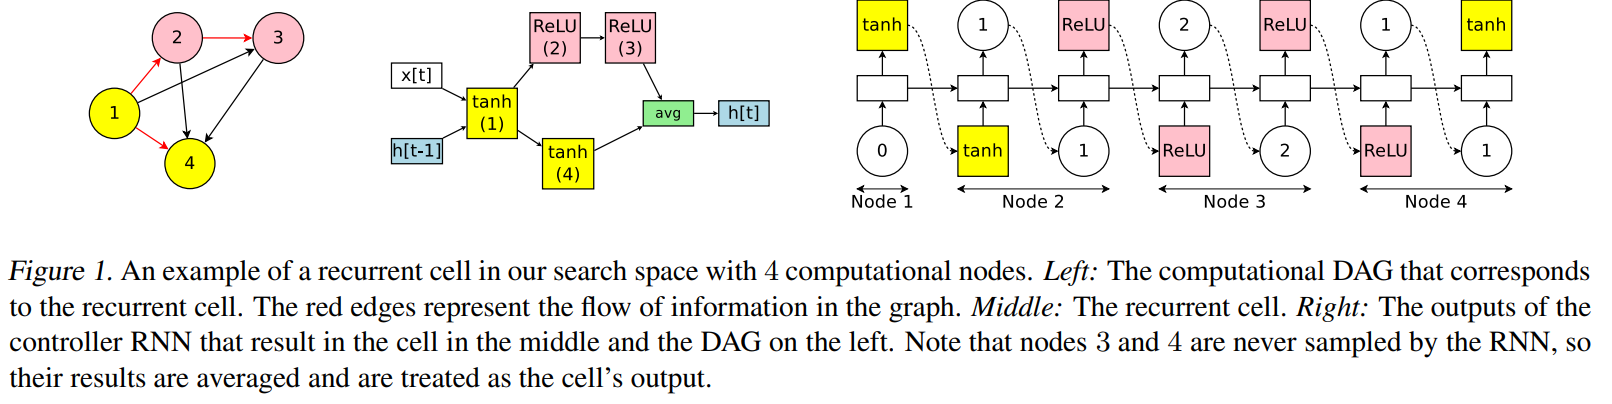 1
2
3
4
x[t]
h[t-1]
tanh
(1)
ReLU
(2)
ReLU
(3)
tanh
(4)
avg
h[t]
tanh
1
ReLU
2
ReLU
1
tanh
0
tanh
1
ReLU
2
ReLU
1
Node 1
Node 2
Node 3
Node 4
Figure 1. An example of a recurrent cell in our search space with 4 computational nodes. Left: The computational DAG that corresponds
to the recurrent cell. The red edges represent the flow of information in the graph. Middle: The recurrent cell. Right: The outputs of the
controller RNN that result in the cell in the middle and the DAG on the left. Note that nodes 3 and 4 are never sampled by the RNN, so
their results are averaged and are treated as the cell's output.